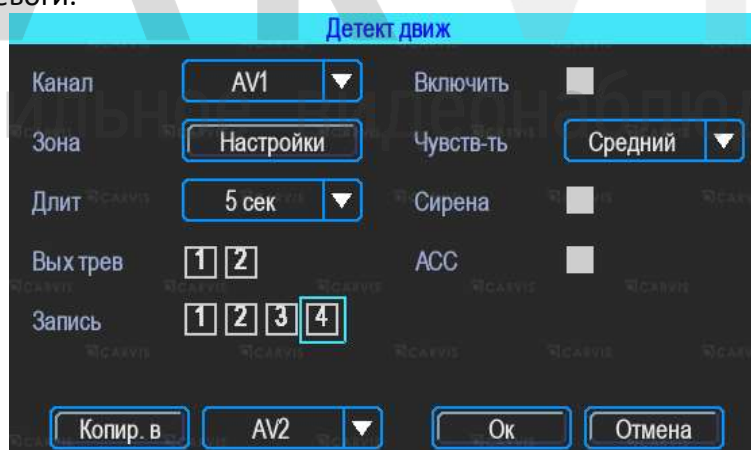 евоги.
Детект движ
Канал AV1 Включить
Зона Настройки Чувств-ть Средний
Длит 5 сек Сирена
Вых трев 1 2 ACC
Запись 1 2 3 4
Копир. в AV2 Ок Отмена